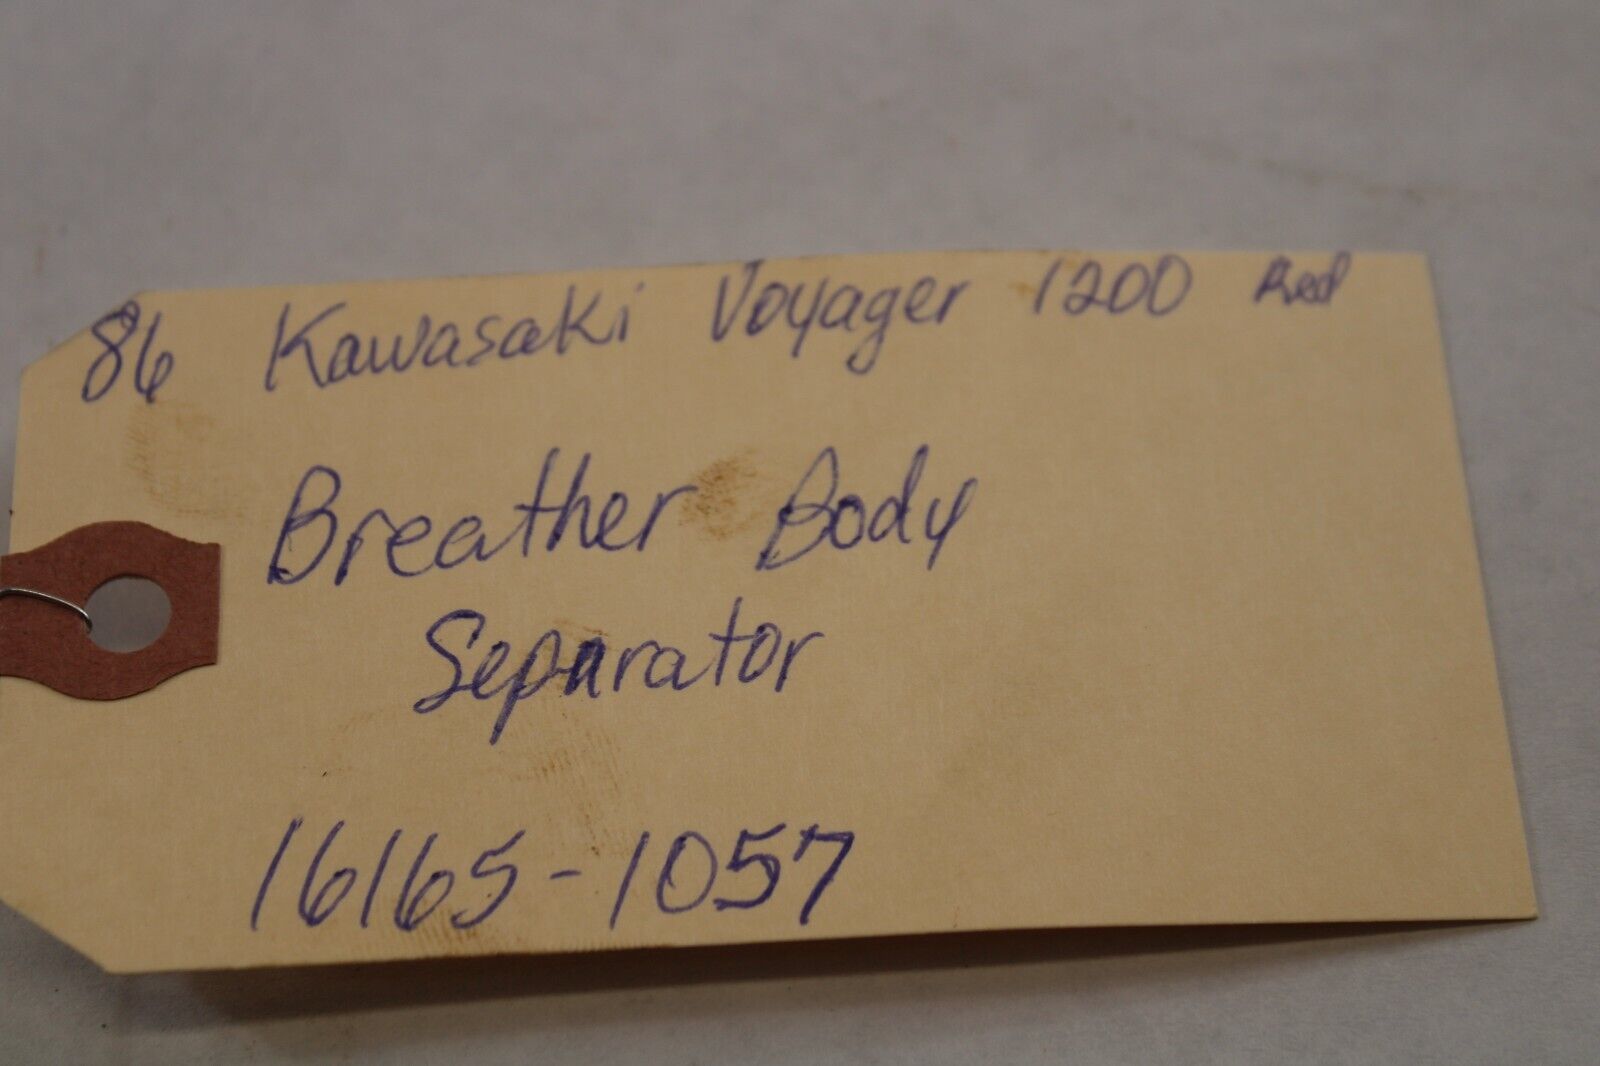 86 Kawasaki Voyager 1200 Red
Breather Body
Separator
16165-1057